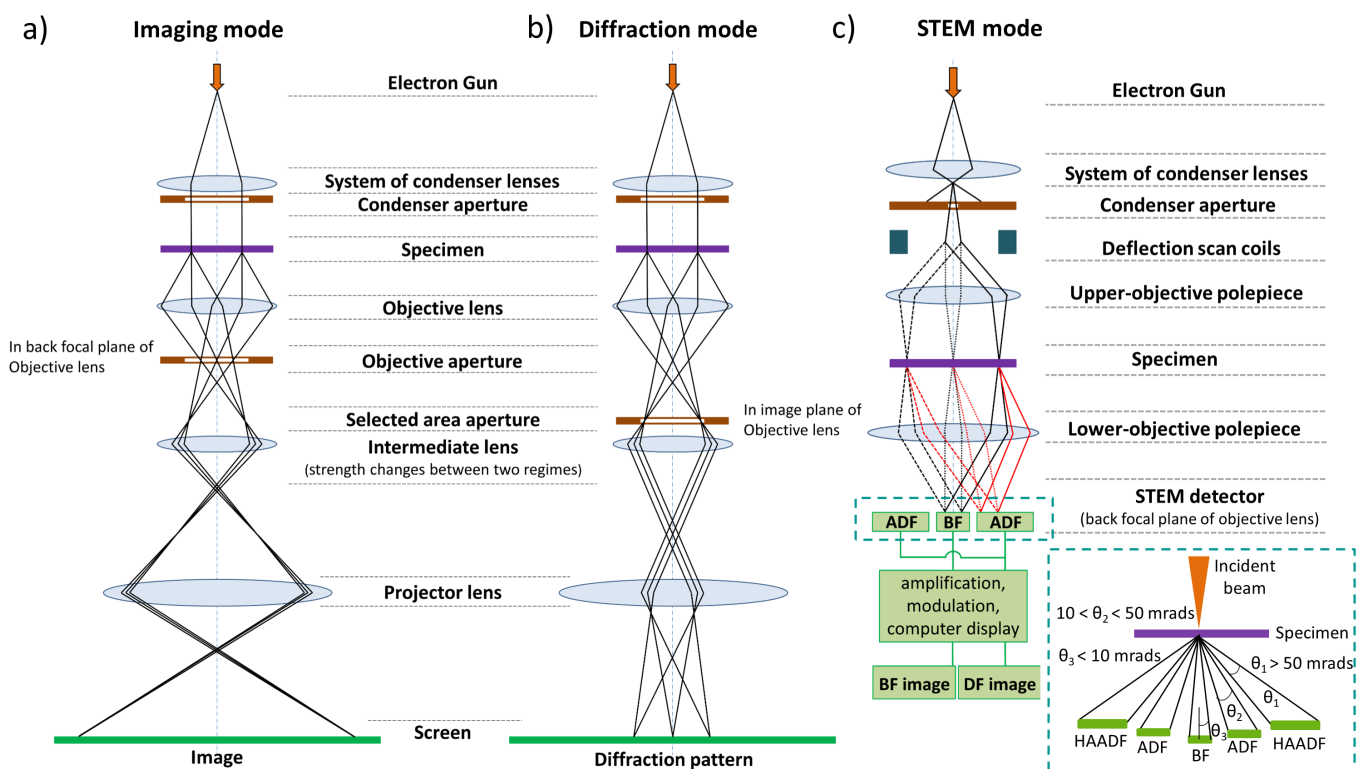 a)
Imaging mode
b)
Diffraction mode
c)
STEM mode
Electron Gun
System of condenser lenses
Condenser aperture
Specimen
Objective lens
In back focal plane of
Objective lens
Objective aperture
Selected area aperture
In image plane of
Objective lens
Intermediate lens
(strength changes between two regimes)
Projector lens
Screen
Image
Diffraction pattern
Electron Gun
System of condenser lenses
Condenser aperture
Deflection scan coils
Upper-objective polepiece
Specimen
Lower-objective polepiece
STEM detector
(back focal plane of objective lens)
ADF
BF
ADF
amplification,
modulation,
computer display
BF image
DF image
Incident
beam
10 < θ₂ < 50 mrads
Specimen
θ₃ < 10 mrads
θ₁ > 50 mrads
θ₁
θ₂
θ₃
HAADF
ADF
BF
ADF
HAADF